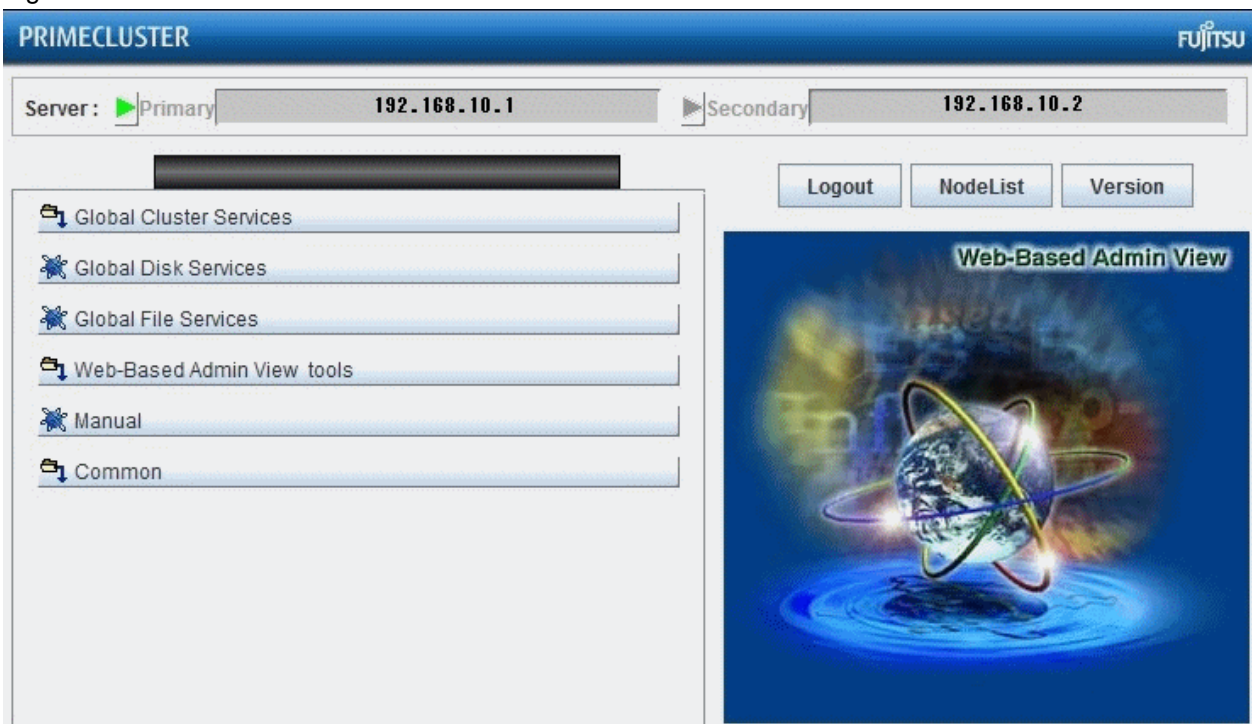 PRIMECLUSTER
FUJITSU
Server : Primary 192.168.10.1 Secondary 192.168.10.2
Logout NodeList Version
Global Cluster Services
Global Disk Services
Global File Services
Web-Based Admin View tools
Manual
Common
Web-Based Admin View